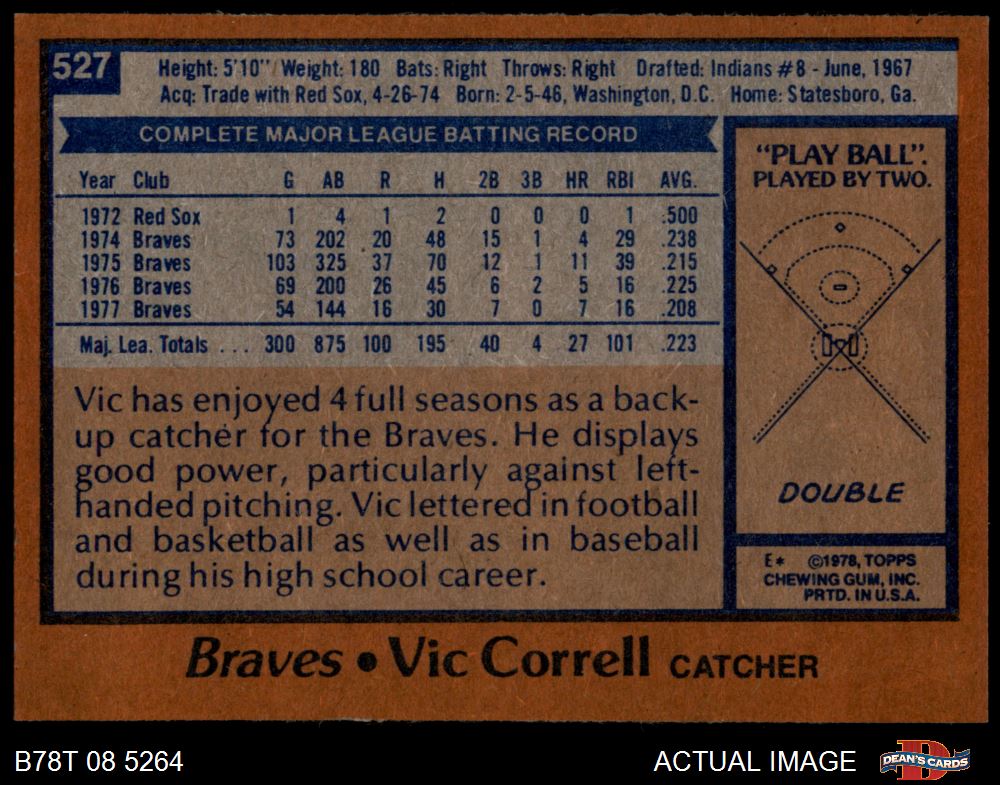 527
Height: 5'10" Weight: 180 Bats: Right Throws: Right Drafted: Indians #8 - June, 1967
Acq: Trade with Red Sox, 4-26-74 Born: 2-5-46, Washington, D.C. Home: Statesboro, Ga.
COMPLETE MAJOR LEAGUE BATTING RECORD
Year Club G AB R H 2B 3B HR RBI AVG.
1972 Red Sox 1 4 1 2 0 0 0 1 .500
1974 Braves 73 202 20 48 15 1 4 29 .238
1975 Braves 103 325 37 70 12 1 11 39 .215
1976 Braves 69 200 26 45 6 2 5 16 .225
1977 Braves 54 144 16 30 7 0 7 16 .208
Maj. Lea. Totals ... 300 875 100 195 40 4 27 101 .223
Vic has enjoyed 4 full seasons as a back-
up catcher for the Braves. He displays
good power, particularly against left-
handed pitching. Vic lettered in football
and basketball as well as in baseball
during his high school career.
"PLAY BALL".
PLAYED BY TWO.
DOUBLE
E* ©1978, TOPPS
CHEWING GUM, INC.
PRTD. IN U.S.A.
Braves • Vic Correll CATCHER
B78T 08 5264
ACTUAL IMAGE
D
DEAN'S CARDS